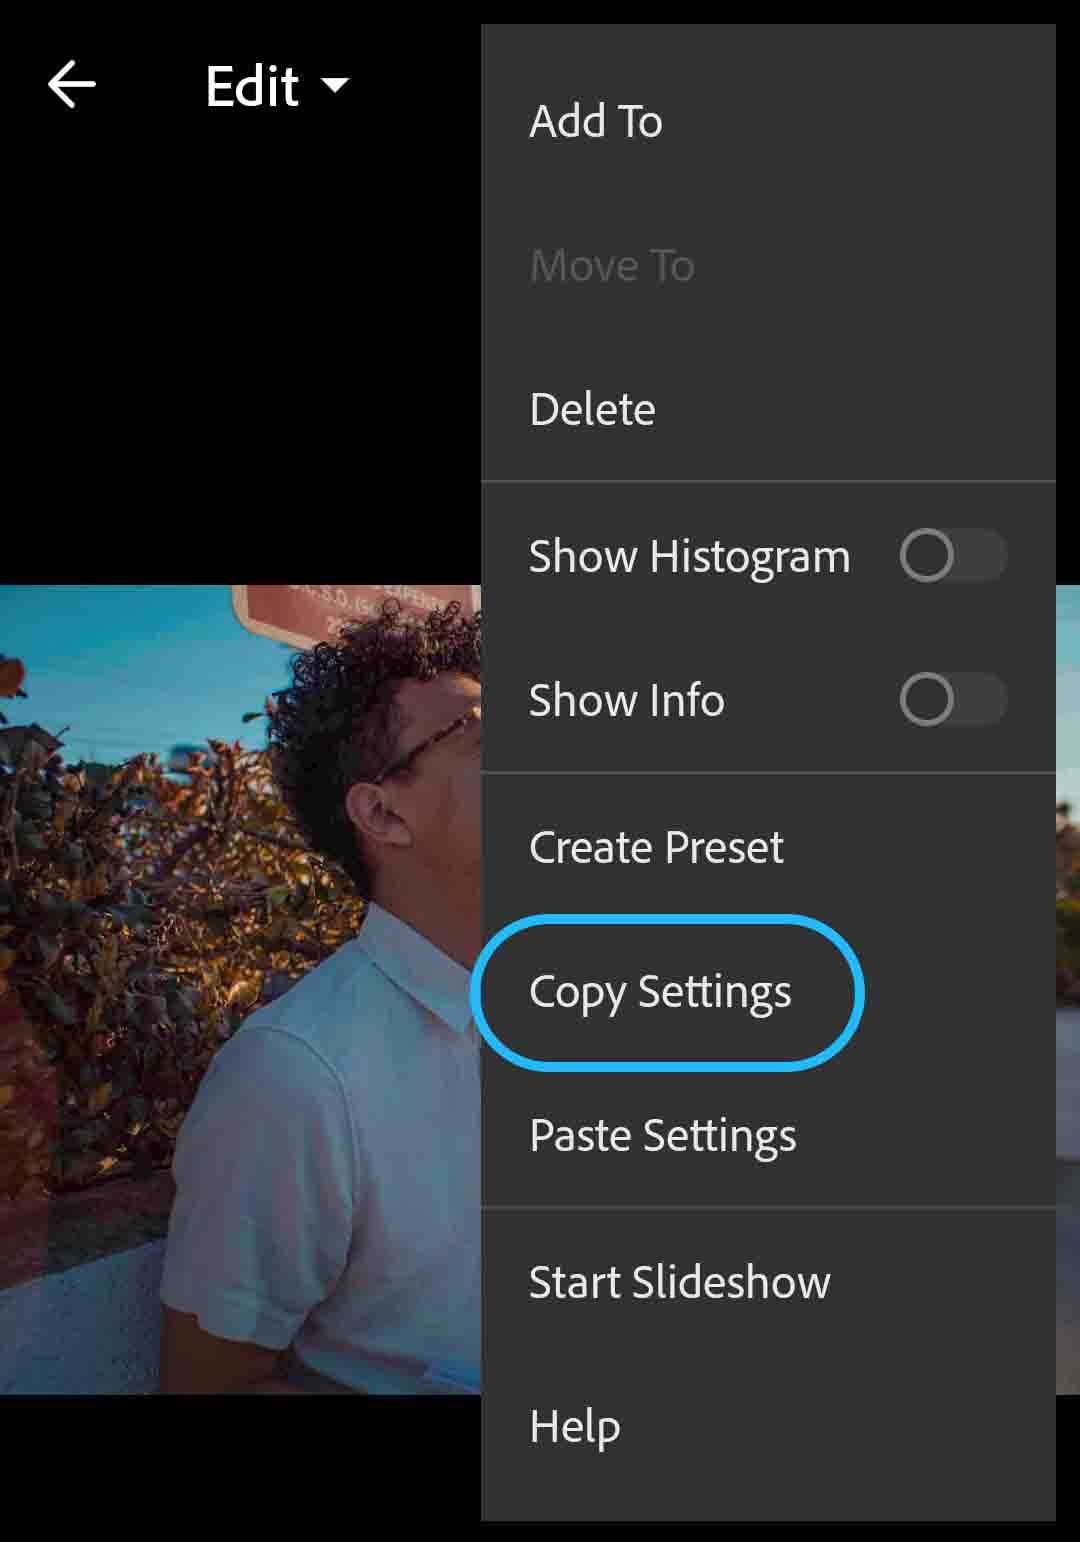 Edit
Add To
Move To
Delete
Show Histogram
Show Info
Create Preset
Copy Settings
Paste Settings
Start Slideshow
Help